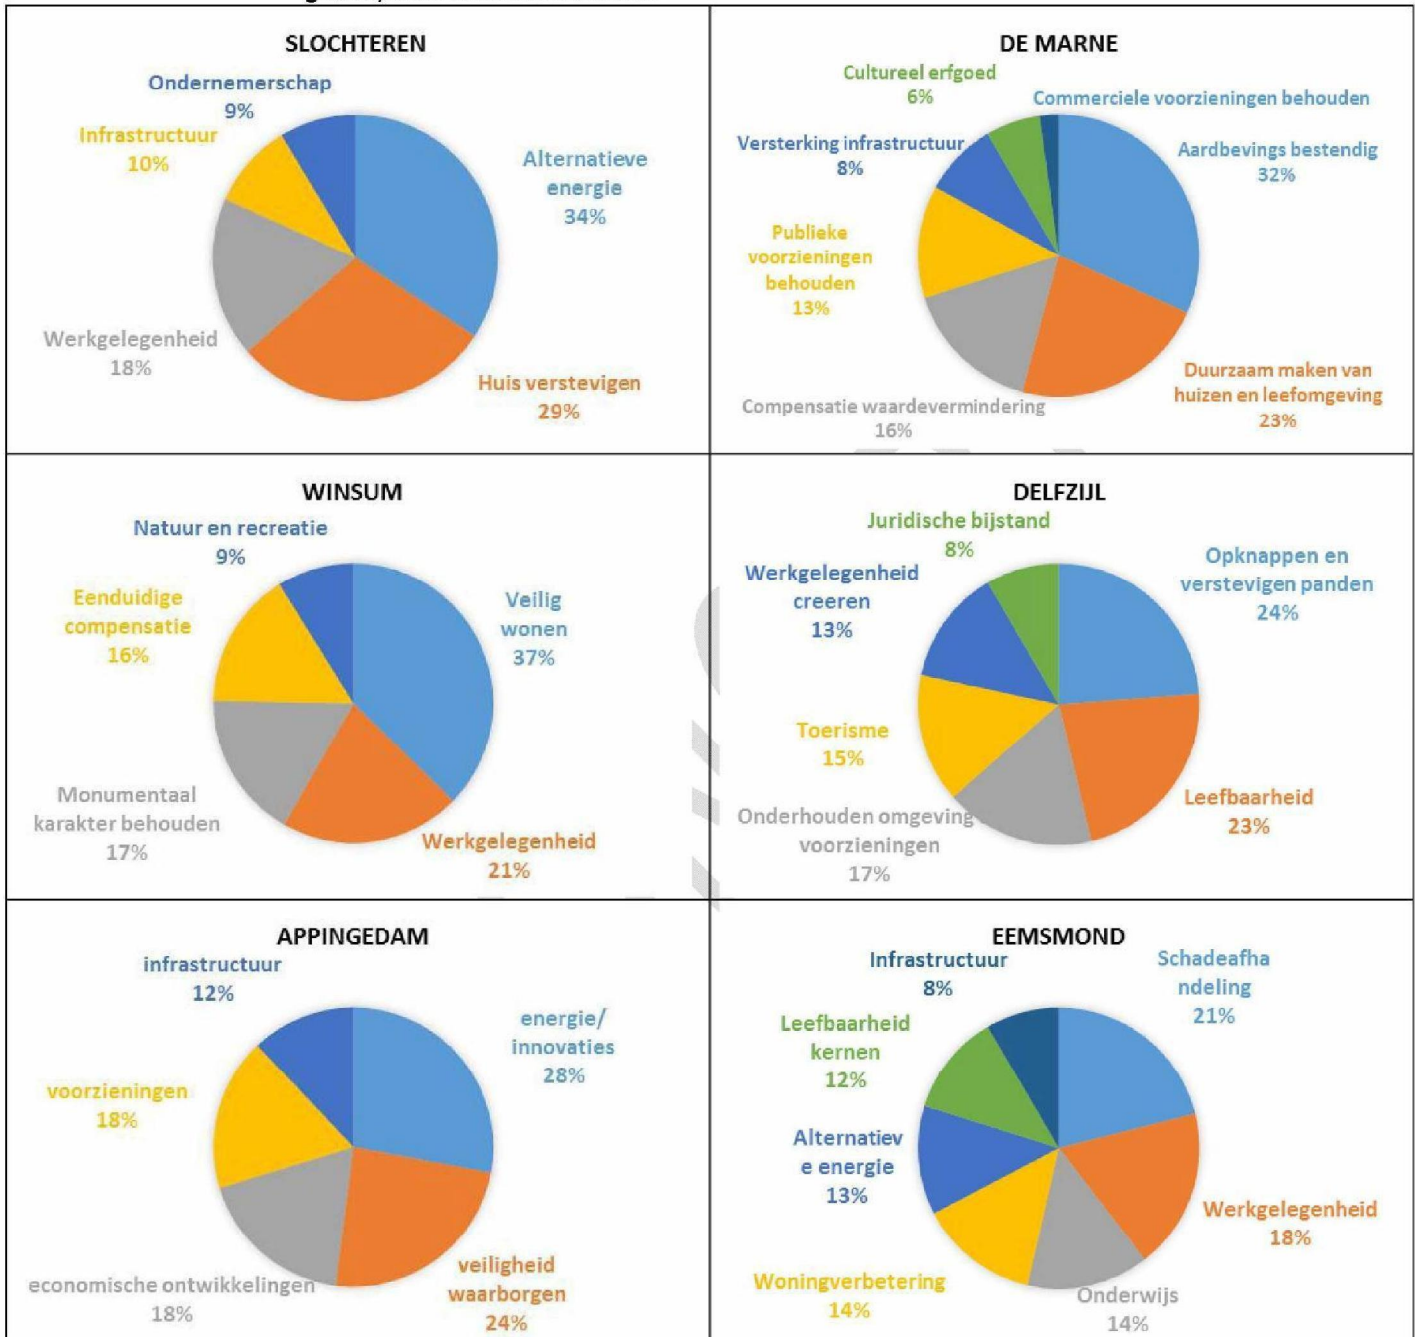 SLOCHTEREN
Ondernemerschap
9%
Infrastructuur
10%
Alternatieve
energie
34%
Werkgelegenheid
18%
Huis verstevigen
29%
DE MARNE
Cultureel erfgoed
6%
Commerciele voorzieningen behouden
Versterking infrastructuur
8%
Aardbevings bestendig
32%
Publieke
voorzieningen
behouden
13%
Duurzaam maken van
huizen en leefomgeving
23%
Compensatie waardevermindering
16%
WINSUM
Natuur en recreatie
9%
Eenduidige
compensatie
16%
Veilig
wonen
37%
Monumentaal
karakter behouden
17%
Werkgelegenheid
21%
DELFZIJL
Juridische bijstand
8%
Opknappen en
verstevigen panden
24%
Werkgelegenheid
creeren
13%
Toerisme
15%
Leefbaarheid
23%
Onderhouden omgeving
voorzieningen
17%
APPINGEDAM
infrastructuur
12%
energie/
innovaties
28%
voorzieningen
18%
economische ontwikkelingen
18%
veiligheid
waarborgen
24%
EEMSMOND
Infrastructuur
8%
Schadeafha
ndeling
21%
Leefbaarheid
kernen
12%
Alternatiev
e energie
13%
Werkgelegenheid
18%
Woningverbetering
14%
Onderwijs
14%